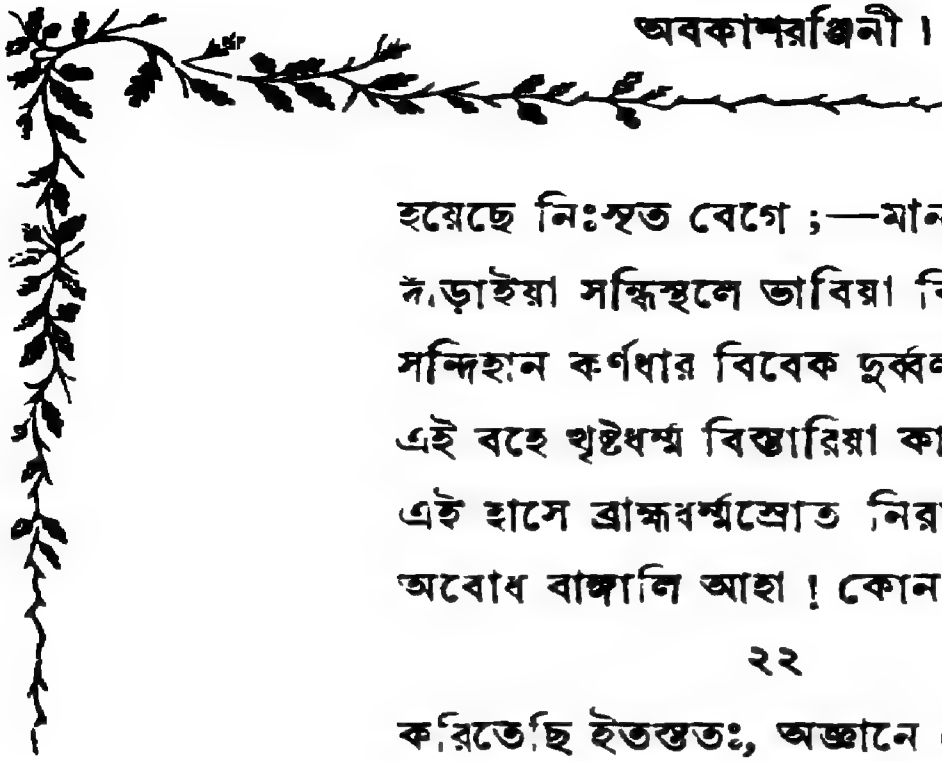 অবকাশরঞ্জিনী ।
হয়েছে নিঃসৃত বেগে ;—মান
দাঁড়াইয়া সন্ধিস্থলে ভাবিয়া
সন্দিহান কর্ণধার বিবেক দুর্ব্বল
এই বহে খৃষ্টধর্ম্ম বিস্তারিয়া কা
এই হাসে ব্রাহ্মধর্ম্মস্রোত নিরা
অবোধ বাঙ্গালি আহা ! কোন
২২
করিতেছি ইতস্ততঃ, অজ্ঞানে